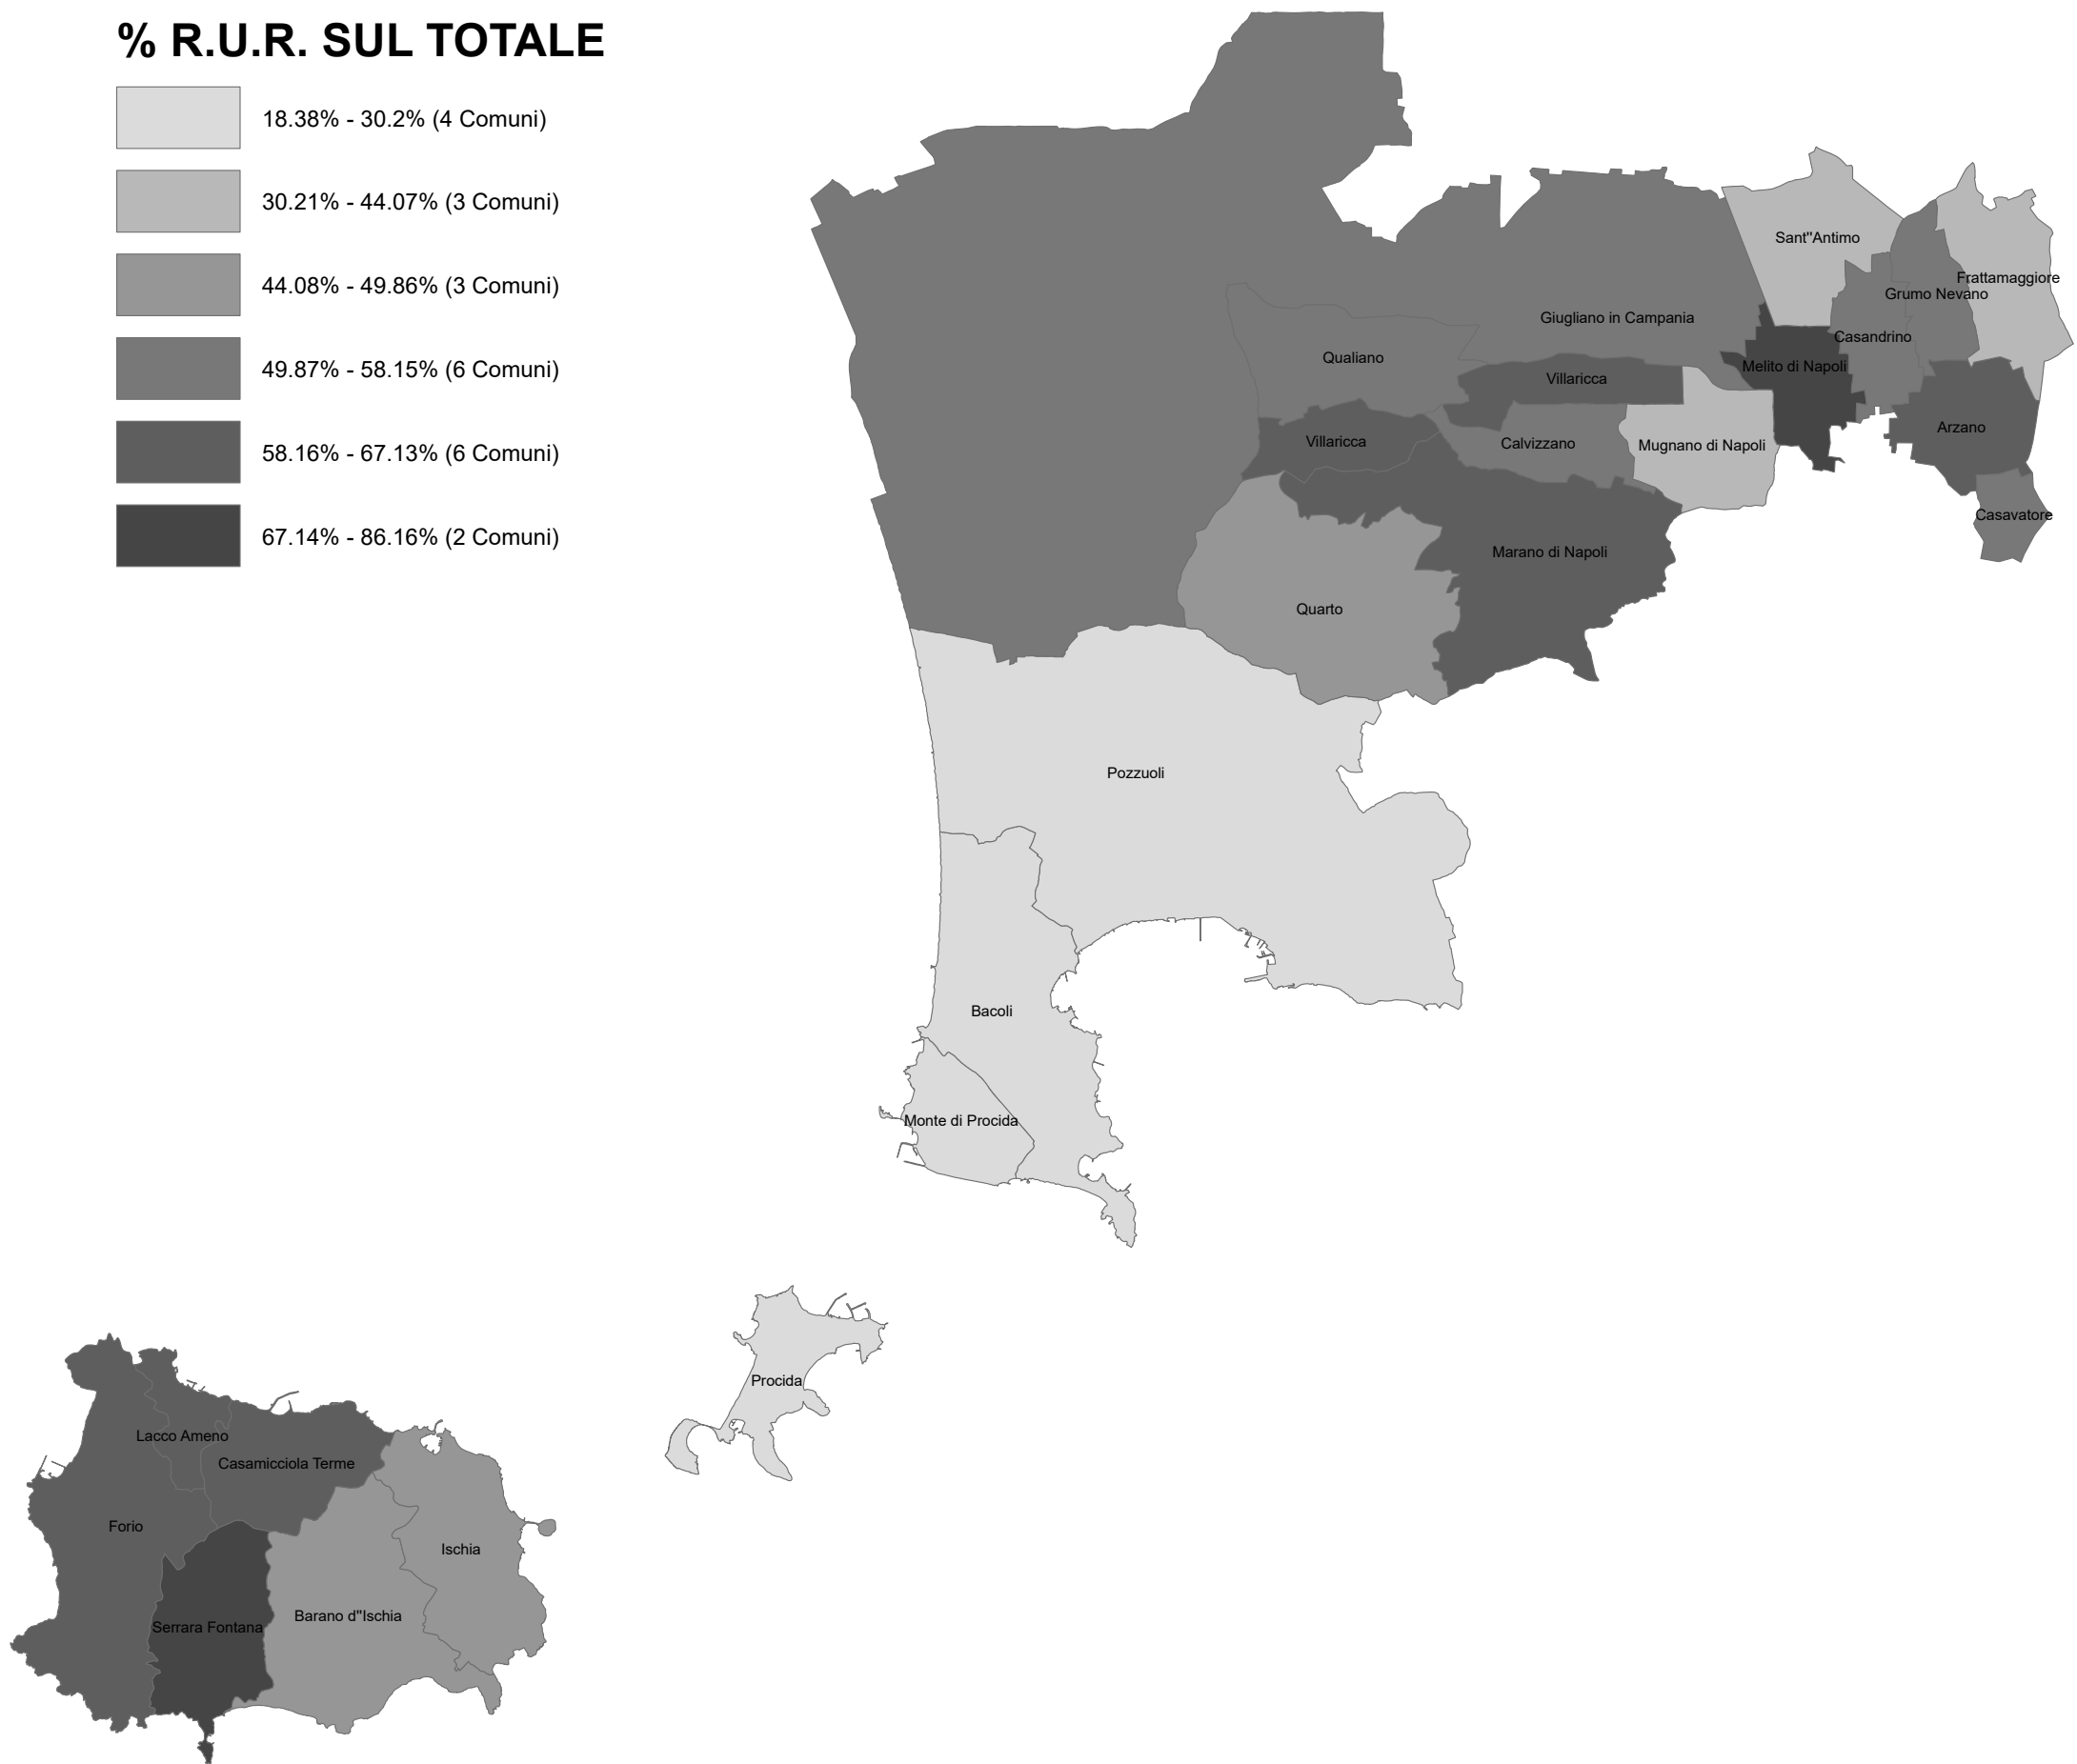 % R.U.R. SUL TOTALE
18.38% - 30.2% (4 Comuni)
30.21% - 44.07% (3 Comuni)
44.08% - 49.86% (3 Comuni)
49.87% - 58.15% (6 Comuni)
58.16% - 67.13% (6 Comuni)
67.14% - 86.16% (2 Comuni)
Sant''Antimo
Frattamaggiore
Grumo Nevano
Giugliano in Campania
Casandrino
Qualiano
Melito di Napoli
Villaricca
Arzano
Villaricca
Calvizzano
Mugnano di Napoli
Casavatore
Marano di Napoli
Quarto
Pozzuoli
Bacoli
Monte di Procida
Procida
Lacco Ameno
Casamicciola Terme
Forio
Ischia
Barano d''Ischia
Serrara Fontana